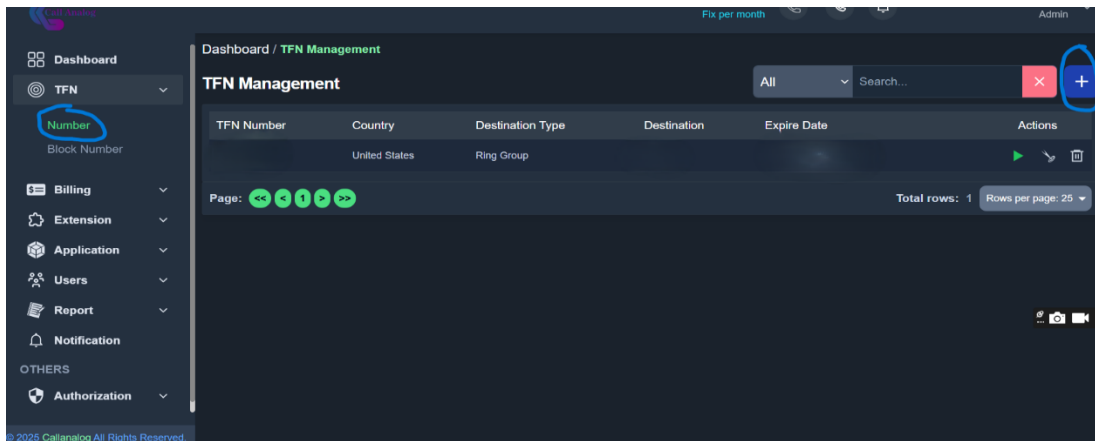 Fix per month
Admin
Dashboard
TFN
Number
Block Number
Billing
Extension
Application
Users
Report
Notification
OTHERS
Authorization
© 2025 Callanalog All Rights Reserved.
Dashboard / TFN Management
TFN Management
All
Search...
TFN Number Country Destination Type Destination Expire Date Actions
United States Ring Group
Page: << < 1 > >>
Total rows: 1 Rows per page: 25